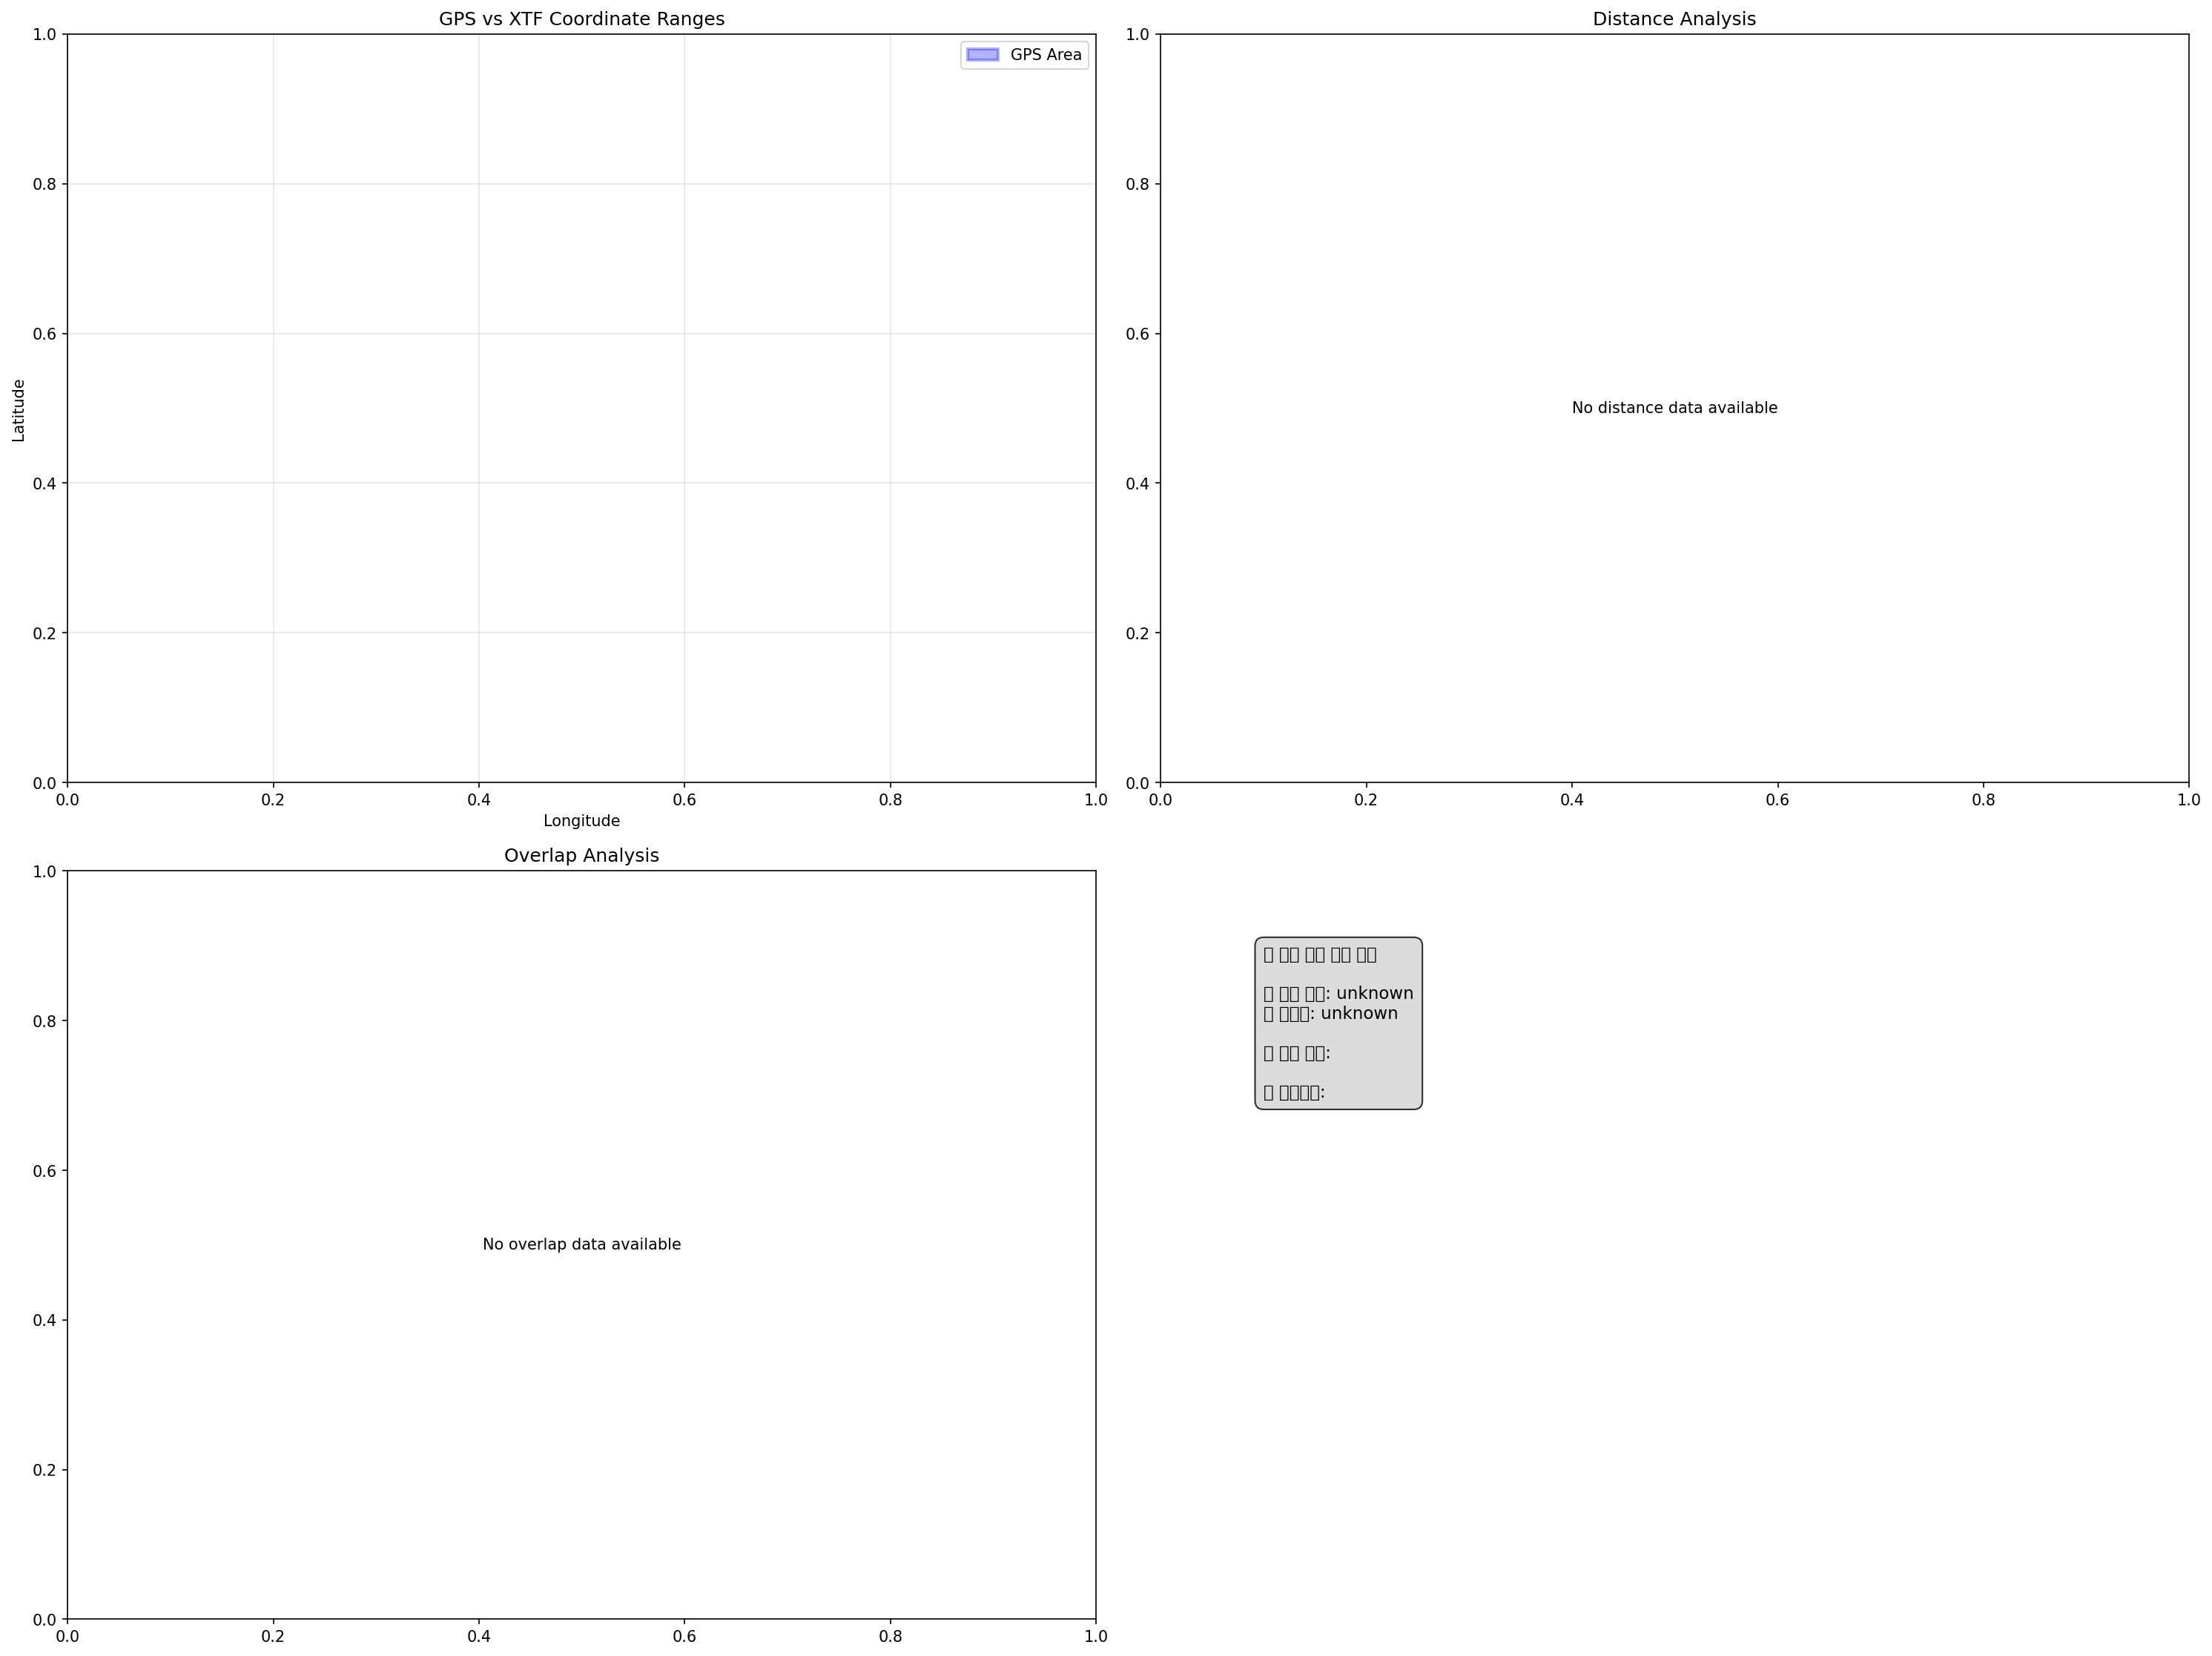 GPS vs XTF Coordinate Ranges
1.0
0.8
0.6
0.4
0.2
0.0
Latitude
GPS Area
0.0 0.2 0.4 0.6 0.8 1.0
Longitude
Distance Analysis
1.0
0.8
0.6
0.4
0.2
0.0
No distance data available
0.0 0.2 0.4 0.6 0.8 1.0
Overlap Analysis
1.0
0.8
0.6
0.4
0.2
0.0
No overlap data available
0.0 0.2 0.4 0.6 0.8 1.0
: unknown
: unknown
:
: